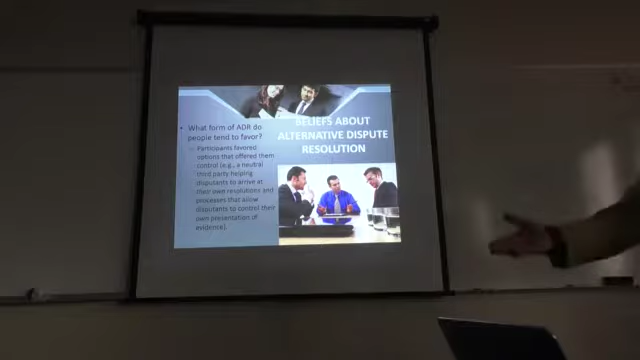 BELIEFS ABOUT
ALTERNATIVE DISPUTE
RESOLUTION
• What form of ADR do
people tend to favor?
– Participants favored
options that offered them
control (e.g., a neutral
third party helping
disputants to arrive at
their own resolutions and
processes that allow
disputants to control their
own presentation of
evidence).